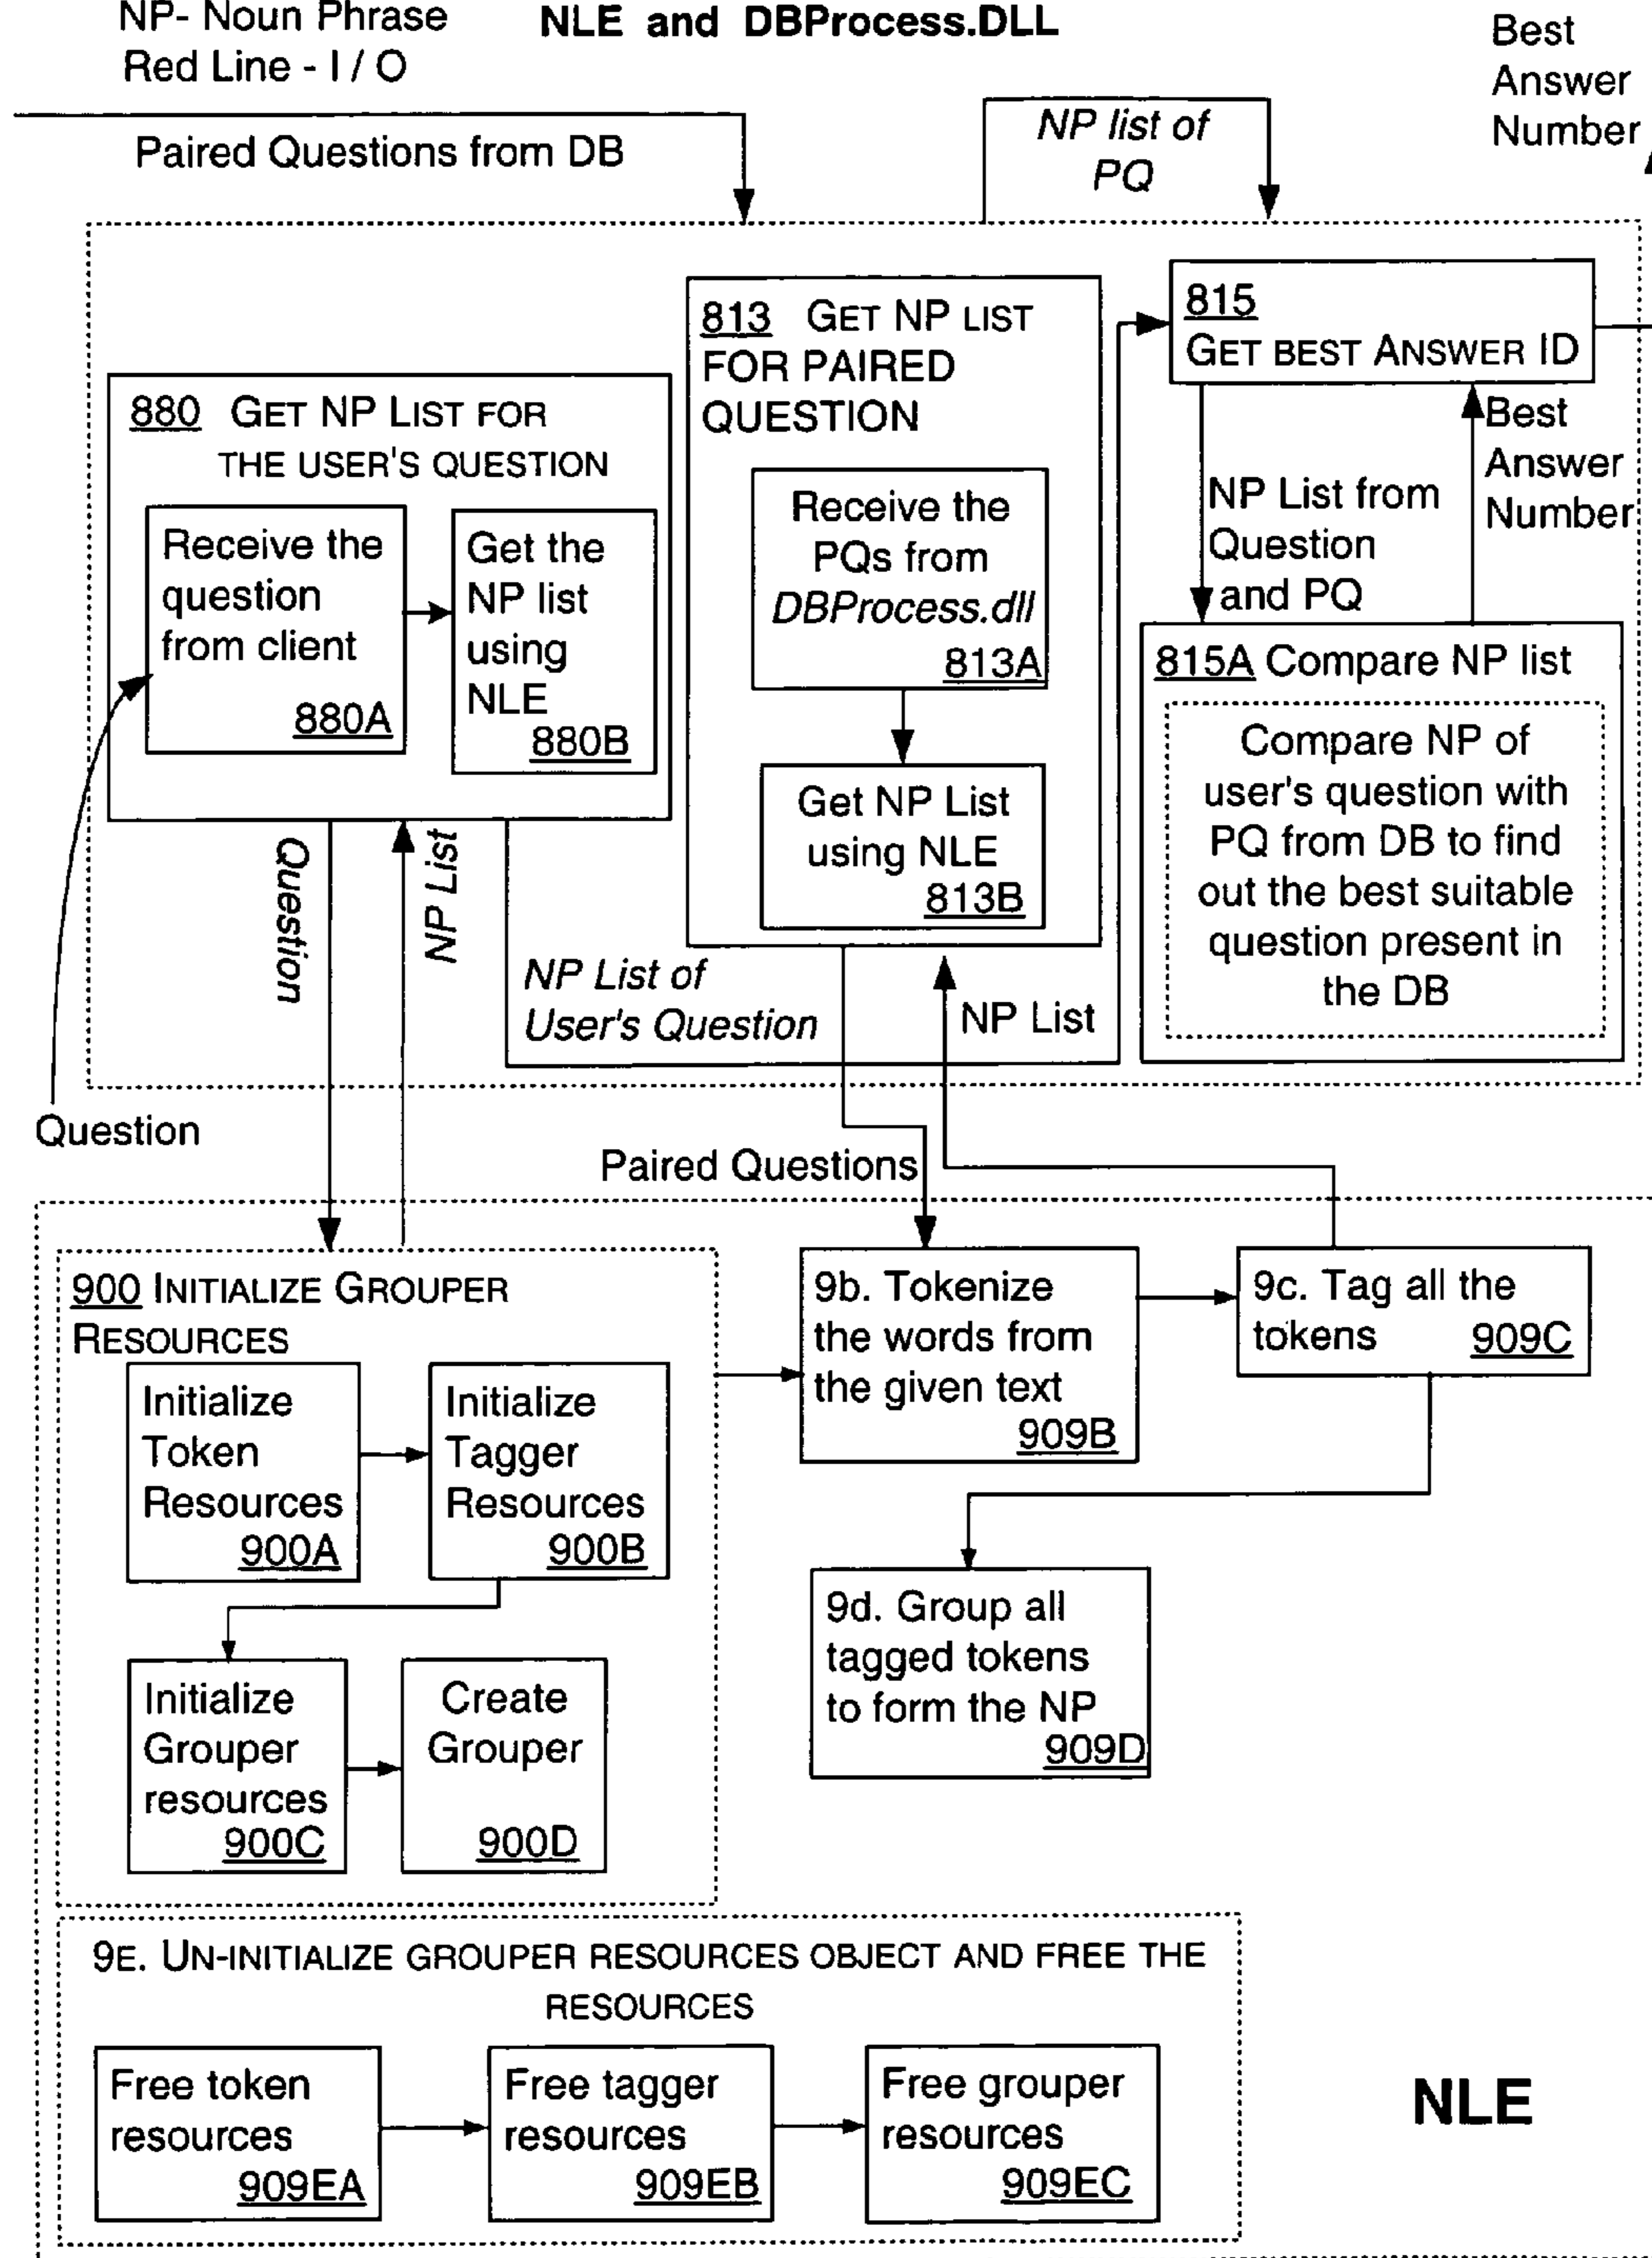 NP- Noun Phrase
Red Line - I / O
NLE and DBProcess.DLL
Best
Answer
Number
Paired Questions from DB
NP list of
PQ
880 GET NP LIST FOR
THE USER'S QUESTION
Receive the
question
from client
880A
Get the
NP list
using
NLE
880B
813 GET NP LIST
FOR PAIRED
QUESTION
Receive the
PQs from
DBProcess.dll
813A
Get NP List
using NLE
813B
815
GET BEST ANSWER ID
NP List from
Question
and PQ
Best
Answer
Number
815A Compare NP list
Compare NP of
user's question with
PQ from DB to find
out the best suitable
question present in
the DB
Question
NP List
NP List of
User's Question
NP List
Question
Paired Questions
900 INITIALIZE GROUPER
RESOURCES
Initialize
Token
Resources
900A
Initialize
Tagger
Resources
900B
Initialize
Grouper
resources
900C
Create
Grouper
900D
9b. Tokenize
the words from
the given text
909B
9c. Tag all the
tokens 909C
9d. Group all
tagged tokens
to form the NP
909D
9E. UN-INITIALIZE GROUPER RESOURCES OBJECT AND FREE THE
RESOURCES
Free token
resources
909EA
Free tagger
resources
909EB
Free grouper
resources
909EC
NLE